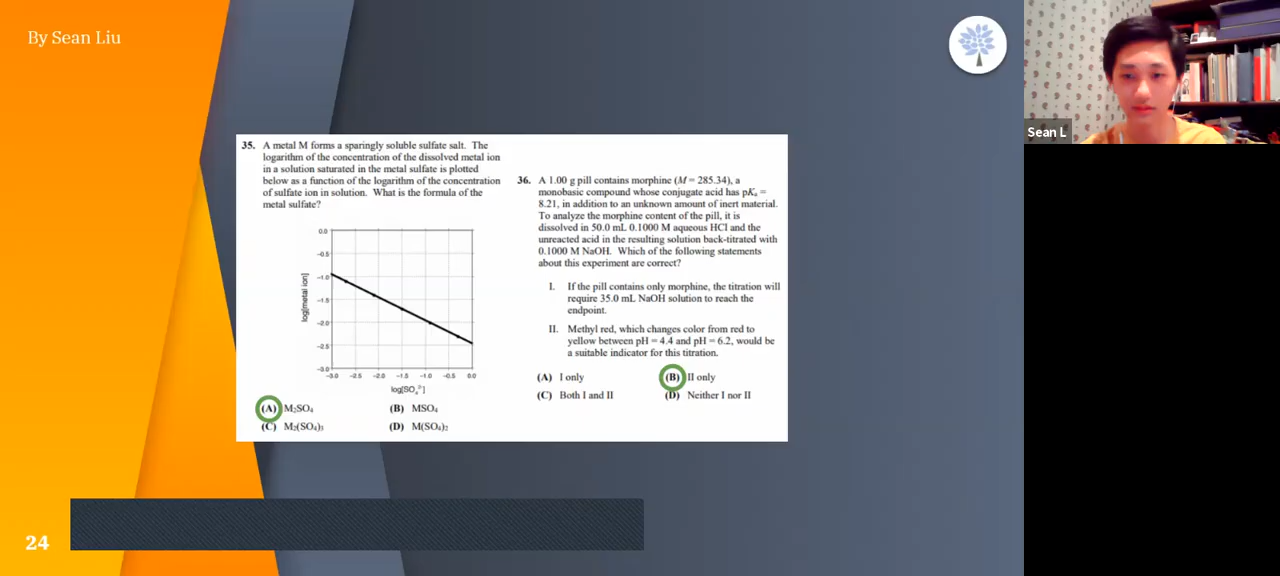 By Sean Liu
Sean L
35. A metal M forms a sparingly soluble sulfate salt. The
logarithm of the concentration of the dissolved metal ion
in a solution saturated in the metal sulfate is plotted
below as a function of the logarithm of the concentration
of sulfate ion in solution. What is the formula of the
metal sulfate?
0.0
-0.5
-1.0
-1.5
-2.0
-2.5
-3.0
log[metal ion]
-3.0 -2.5 -2.0 -1.5 -1.0 -0.5 0.0
log[SO₄²⁻]
(A) M₂SO₄ (B) MSO₄
(C) M₂(SO₄)₃ (D) M(SO₄)₂
36. A 1.00 g pill contains morphine (M = 285.34), a
monobasic compound whose conjugate acid has pKₐ =
8.21, in addition to an unknown amount of inert material.
To analyze the morphine content of the pill, it is
dissolved in 50.0 mL 0.1000 M aqueous HCl and the
unreacted acid in the resulting solution back-titrated with
0.1000 M NaOH. Which of the following statements
about this experiment are correct?
I. If the pill contains only morphine, the titration will
require 35.0 mL NaOH solution to reach the
endpoint.
II. Methyl red, which changes color from red to
yellow between pH = 4.4 and pH = 6.2, would be
a suitable indicator for this titration.
(A) I only (B) II only
(C) Both I and II (D) Neither I nor II
24